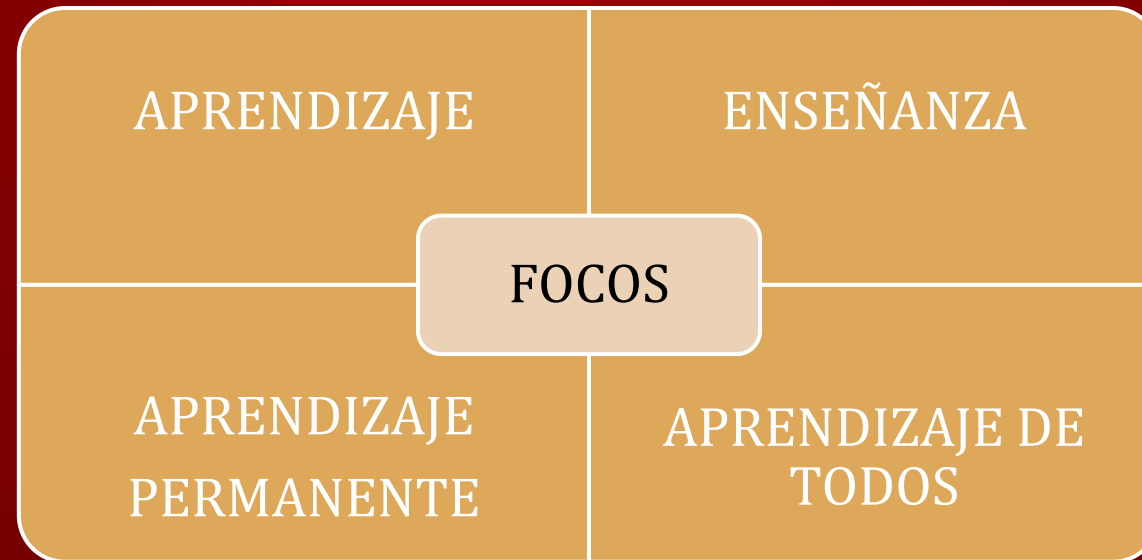 APRENDIZAJE
ENSEÑANZA
FOCOS
APRENDIZAJE
PERMANENTE
APRENDIZAJE DE
TODOS